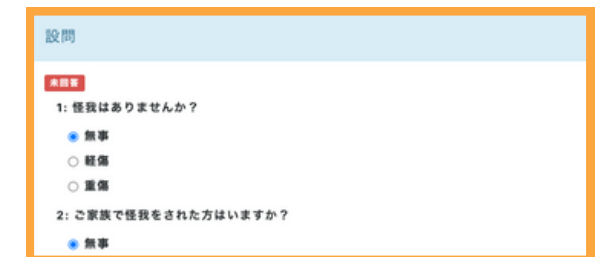 設問
未回答
1: 怪我はありませんか？
無事
軽傷
重傷
2: ご家族で怪我をされた方はいますか？
無事